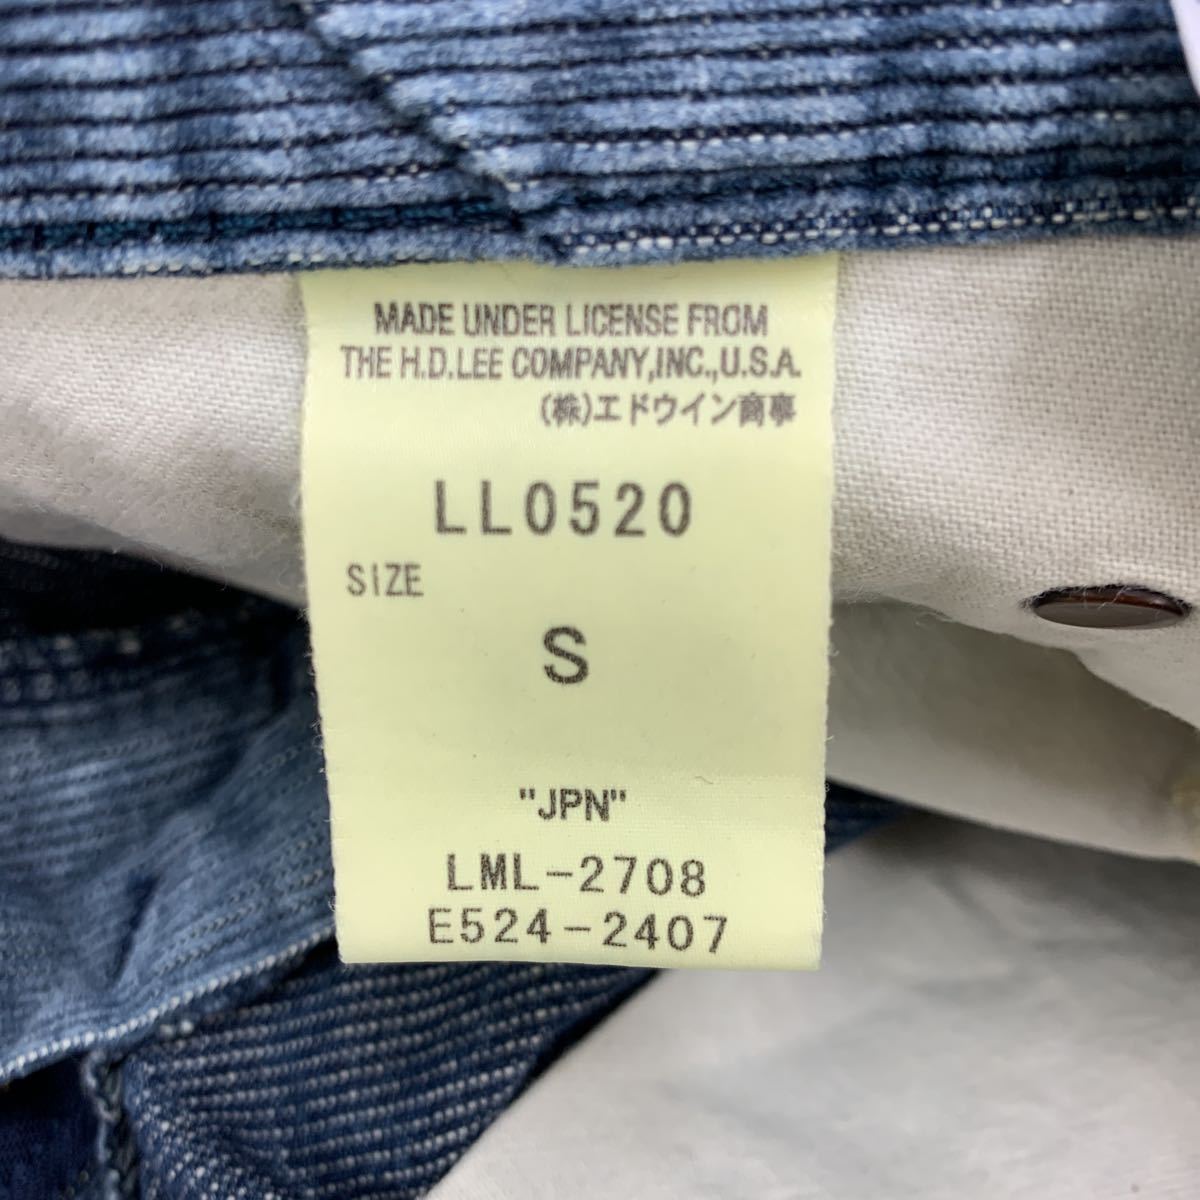 MADE UNDER LICENSE FROM
THE H.D.LEE COMPANY,INC.,U.S.A.
(株)エドウイン商事
LL0520
SIZE
S
"JPN"
LML-2708
E524-2407